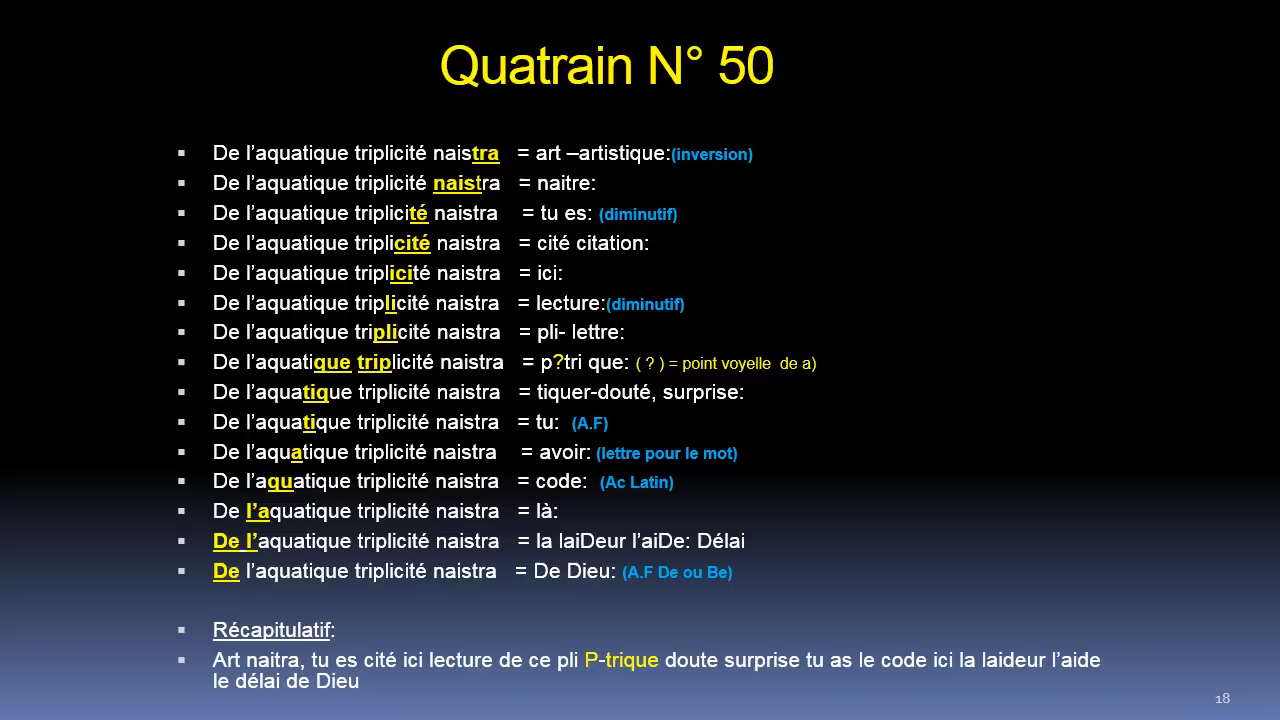 Quatrain N° 50
▪ De l’aquatique triplicité naistra = art –artistique:(inversion)
▪ De l’aquatique triplicité naistra = naitre:
▪ De l’aquatique triplicité naistra = tu es: (diminutif)
▪ De l’aquatique triplicité naistra = cité citation:
▪ De l’aquatique triplicité naistra = ici:
▪ De l’aquatique triplicité naistra = lecture:(diminutif)
▪ De l’aquatique triplicité naistra = pli- lettre:
▪ De l’aquatique triplicité naistra = p?tri que: ( ? ) = point voyelle de a)
▪ De l’aquatique triplicité naistra = tiquer-douté, surprise:
▪ De l’aquatique triplicité naistra = tu: (A.F)
▪ De l’aquatique triplicité naistra = avoir: (lettre pour le mot)
▪ De l’aquatique triplicité naistra = code: (Ac Latin)
▪ De l’aquatique triplicité naistra = là:
▪ De l’aquatique triplicité naistra = la laiDeur l’aiDe: Délai
▪ De l’aquatique triplicité naistra = De Dieu: (A.F De ou Be)
▪ Récapitulatif:
▪ Art naitra, tu es cité ici lecture de ce pli P-trique doute surprise tu as le code ici la laideur l’aide
le délai de Dieu
18